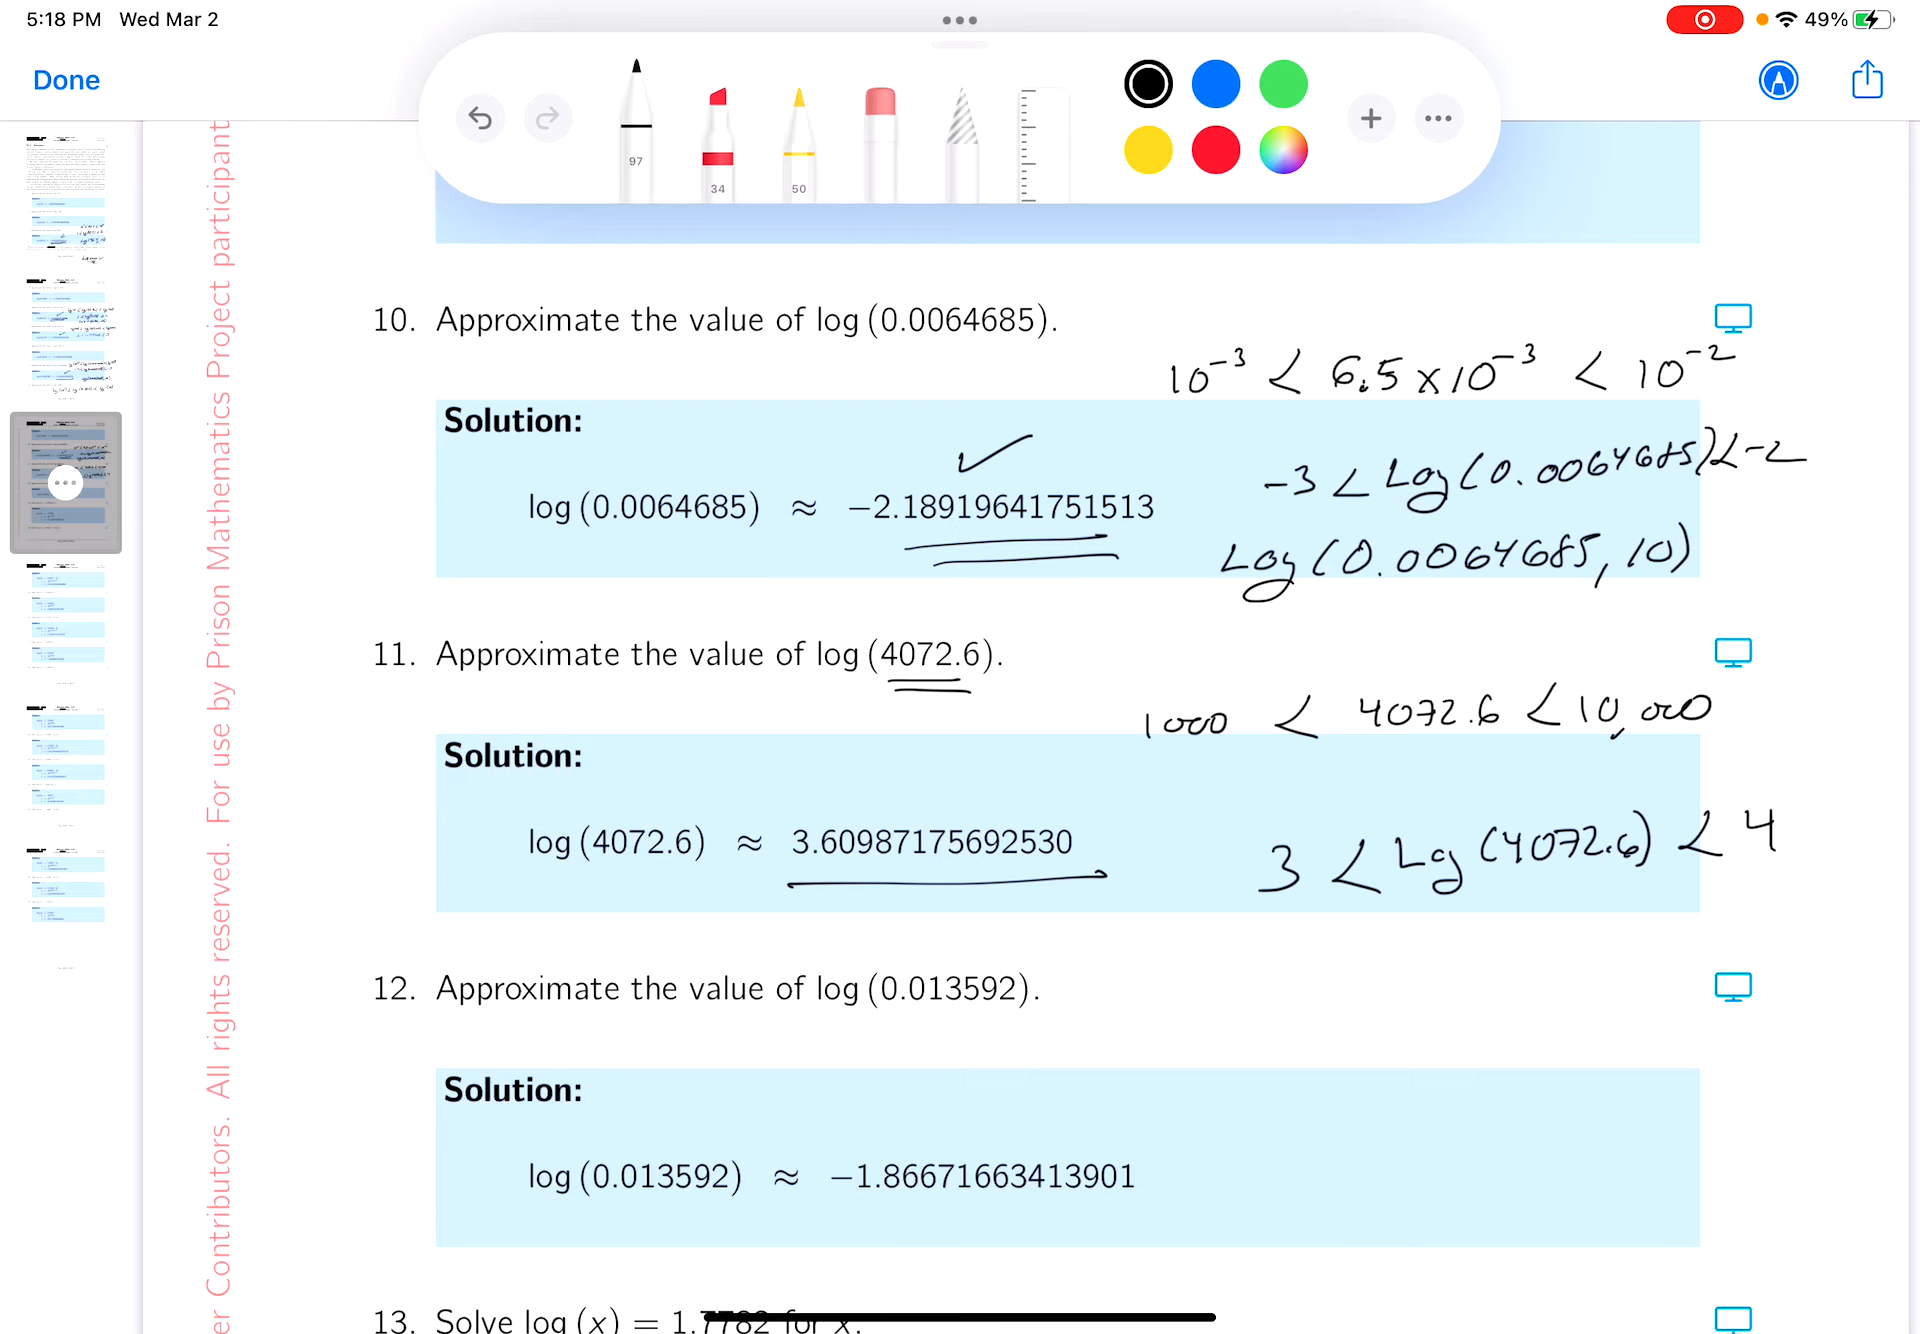 5:18 PM Wed Mar 2
49%
Done
97
34
50
er Contributors. All rights reserved. For use by Prison Mathematics Project participant
10. Approximate the value of log (0.0064685).
10⁻³ < 6.5 x 10⁻³ < 10⁻²
Solution:
-3 < Log (0.0064685) < -2
log (0.0064685) ≈ −2.18919641751513
Log (0.0064685, 10)
11. Approximate the value of log (4072.6).
1000 < 4072.6 < 10,000
Solution:
log (4072.6) ≈ 3.60987175692530
3 < Lg (4072.6) < 4
12. Approximate the value of log (0.013592).
Solution:
log (0.013592) ≈ −1.86671663413901
13. Solve log (x) = 1.7782 for x.